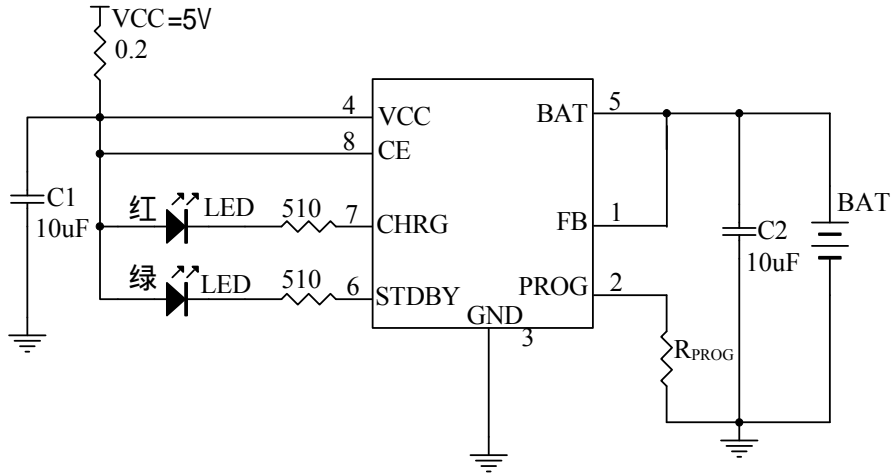 VCC=5V
0.2
4
VCC
BAT
5
8
CE
C1
10uF
红
LED
510
7
CHRG
FB
1
C2
10uF
BAT
绿
LED
510
6
STDBY
PROG
2
GND
3
RPROG